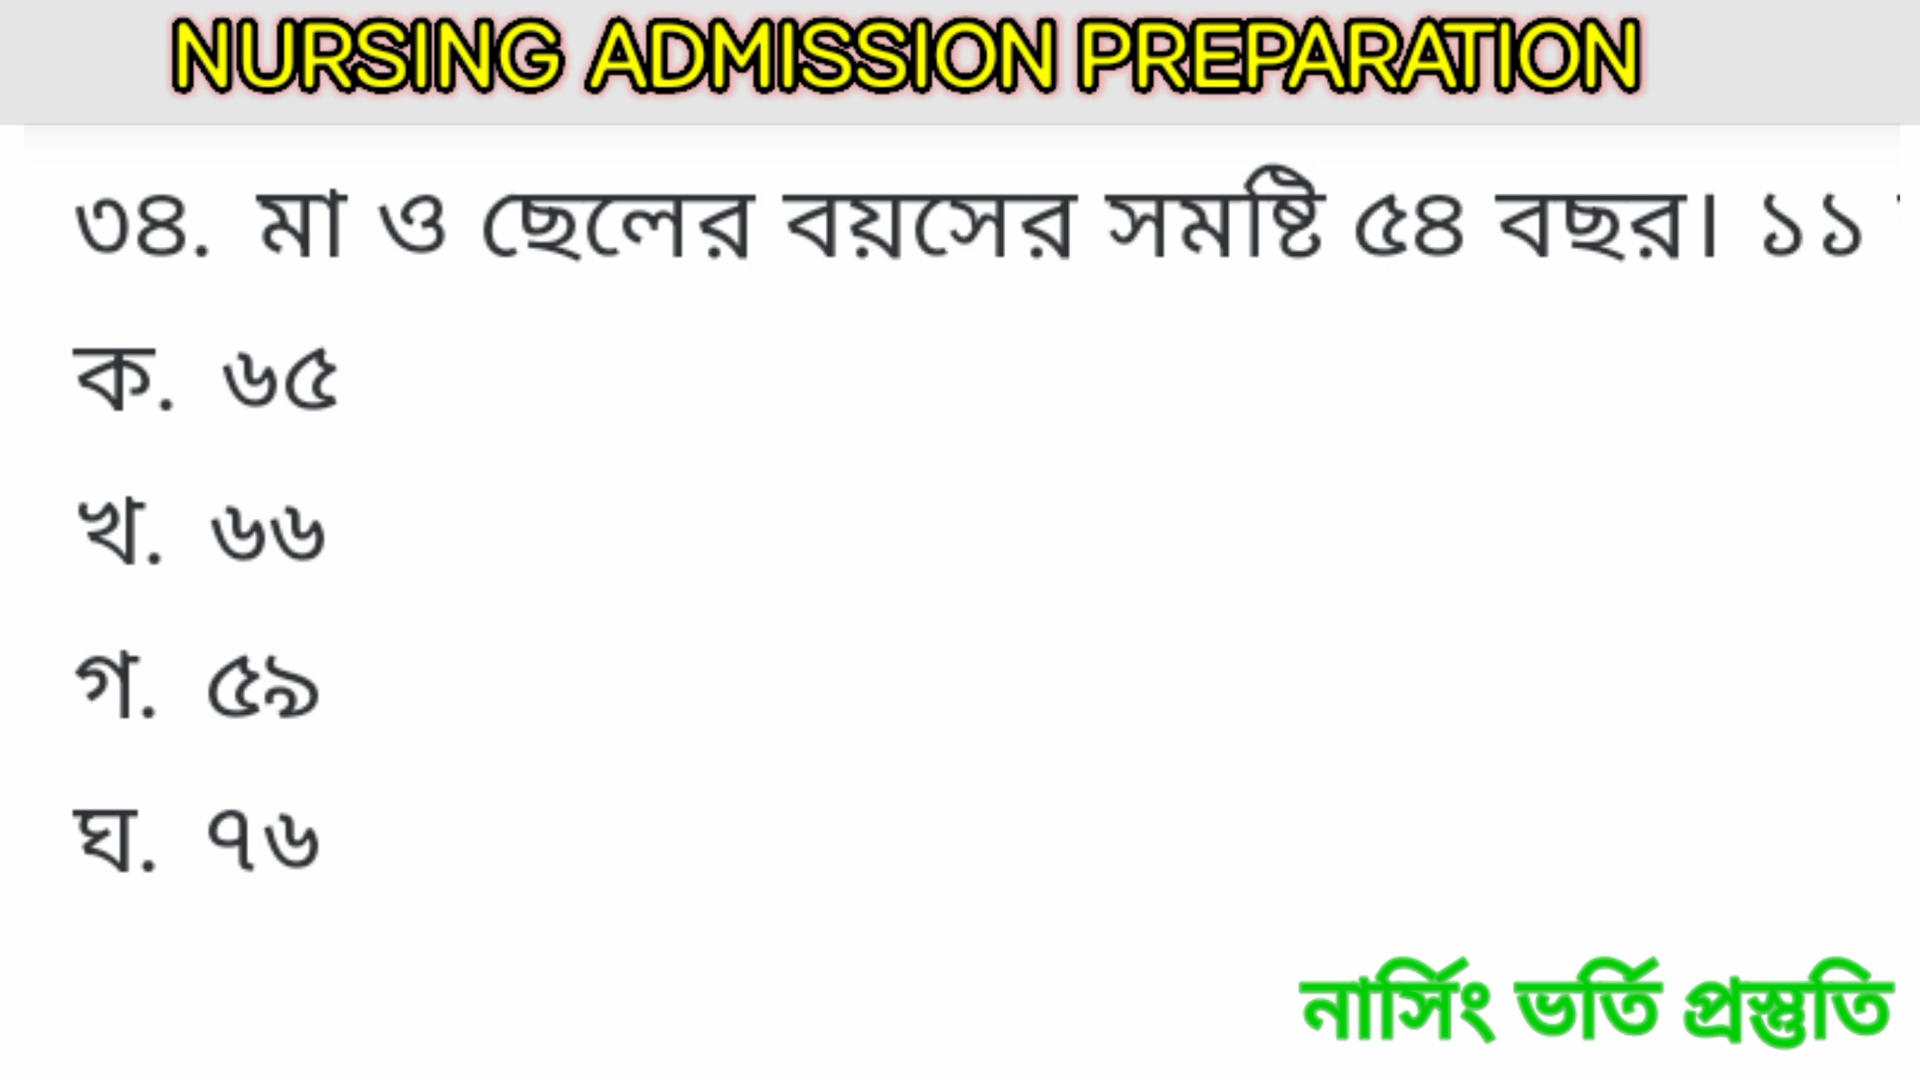 NURSING ADMISSION PREPARATION
৩৪. মা ও ছেলের বয়সের সমষ্টি ৫৪ বছর। ১১
ক. ৬৫
খ. ৬৬
গ. ৫৯
ঘ. ৭৬
নার্সিং ভর্তি প্রস্তুতি